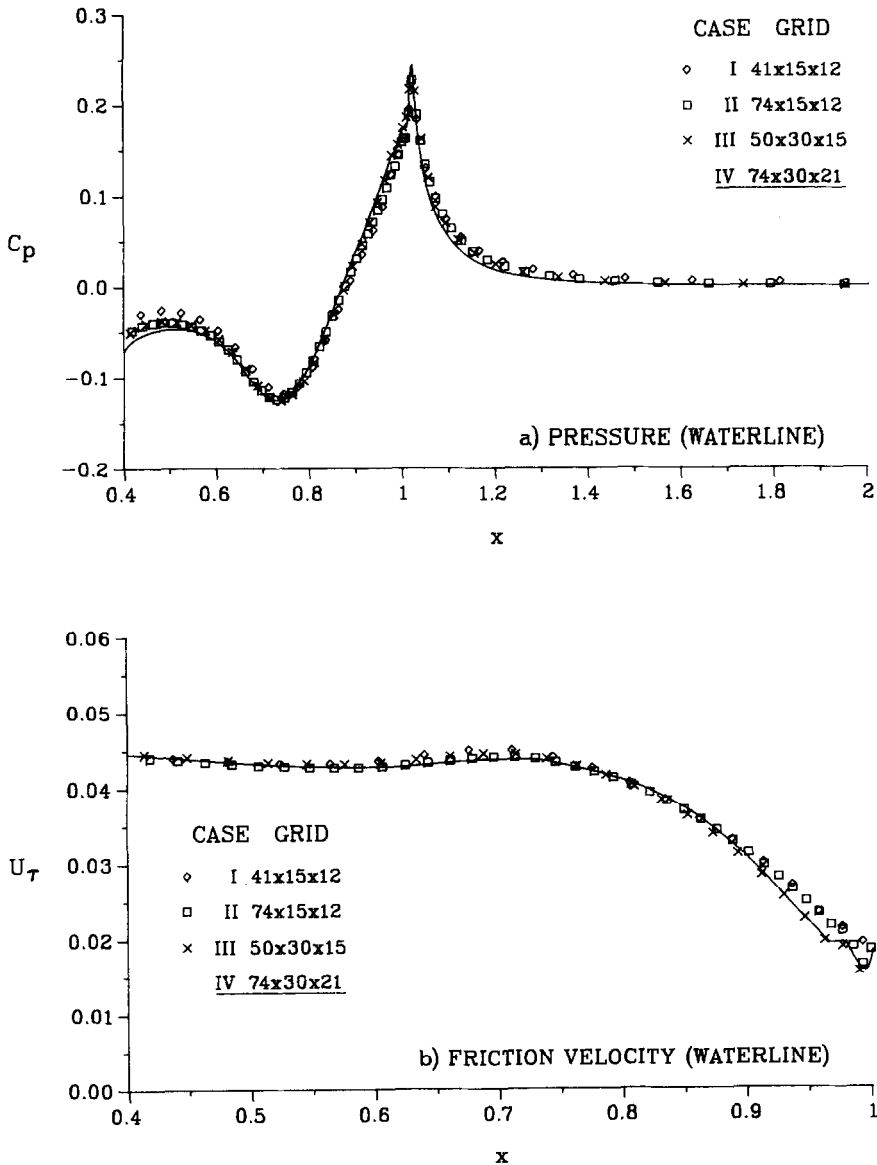 0.3
0.2
0.1
0.0
−0.1
−0.2
Cp
CASE GRID
◇ I 41x15x12
□ II 74x15x12
× III 50x30x15
IV 74x30x21
a) PRESSURE (WATERLINE)
0.4 0.6 0.8 1 1.2 1.4 1.6 1.8 2
x
0.06
0.05
0.04
0.03
0.02
0.01
0.00
Uτ
CASE GRID
◇ I 41x15x12
□ II 74x15x12
× III 50x30x15
IV 74x30x21
b) FRICTION VELOCITY (WATERLINE)
0.4 0.5 0.6 0.7 0.8 0.9 1
x